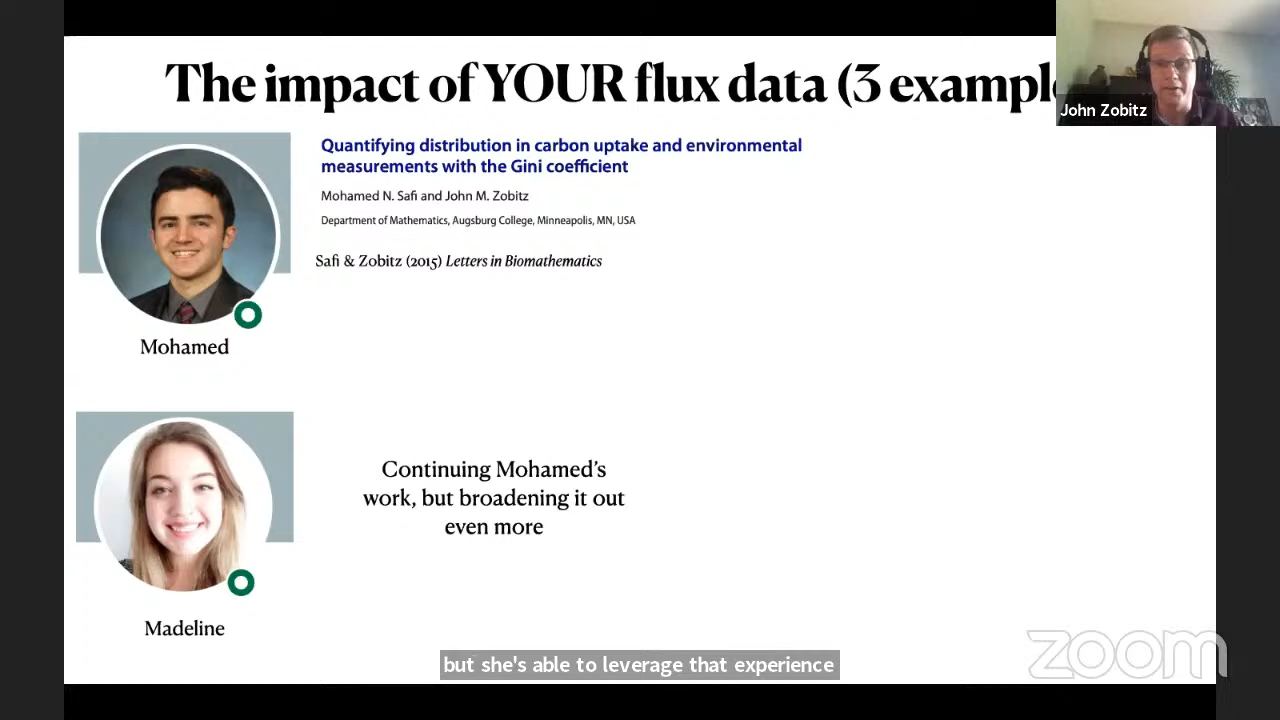 The impact of YOUR flux data (3 example
John Zobitz
Quantifying distribution in carbon uptake and environmental
measurements with the Gini coefficient
Mohamed N. Safi and John M. Zobitz
Department of Mathematics, Augsburg College, Minneapolis, MN, USA
Safi & Zobitz (2015) Letters in Biomathematics
Mohamed
Continuing Mohamed's
work, but broadening it out
even more
Madeline
but she's able to leverage that experience
zoom